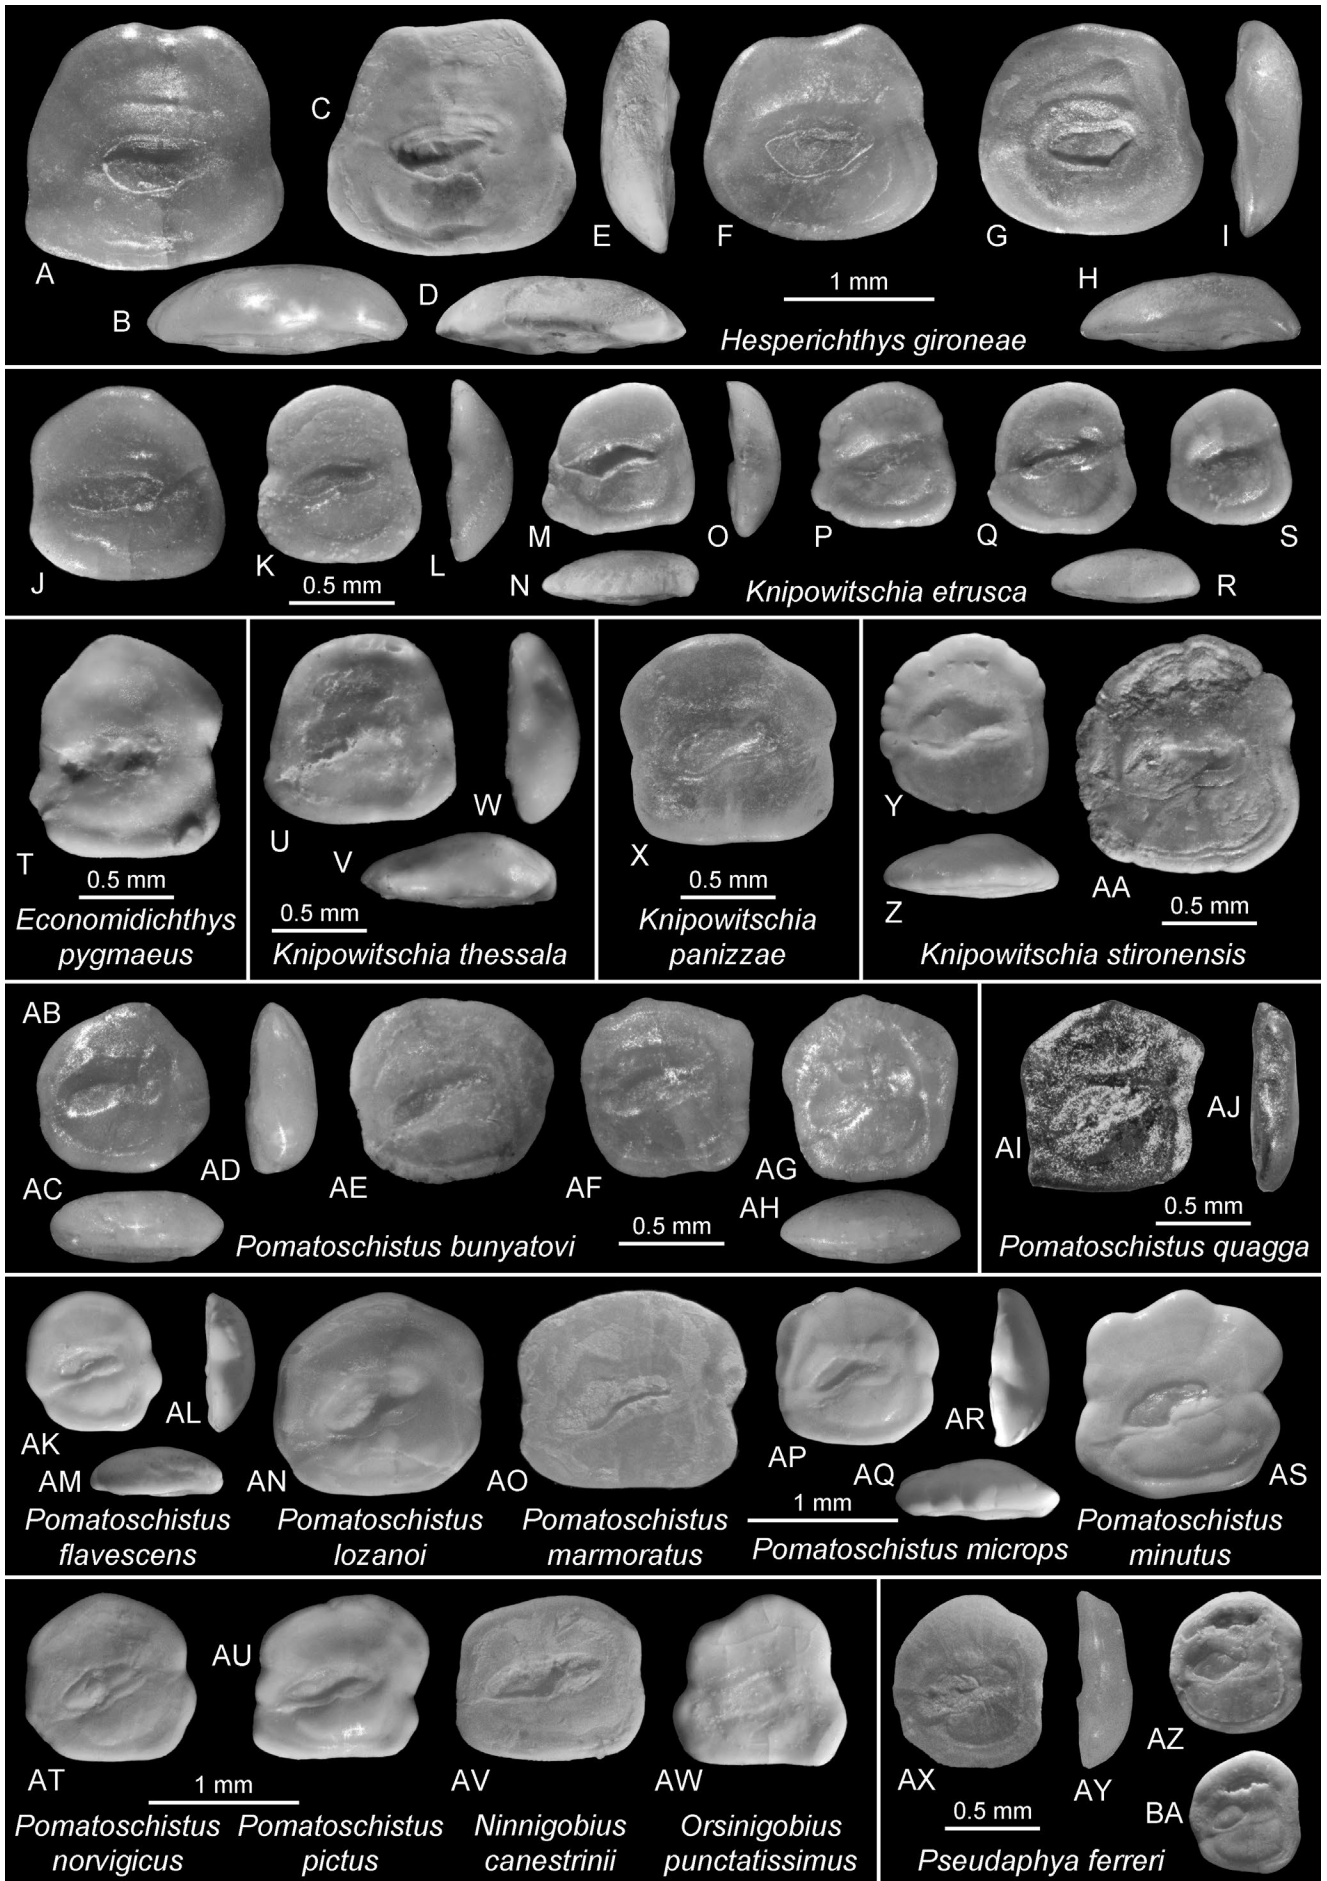 C
A
E
F
G
I
1 mm
H
D
B
Hesperichthys gironeae
J
K
L
M
O
P
Q
S
N
R
0.5 mm
Knipowitschia etrusca
T
0.5 mm
Economidichthys
pygmaeus
U
W
V
0.5 mm
Knipowitschia thessala
X
0.5 mm
Knipowitschia
panizzae
Y
Z
AA
0.5 mm
Knipowitschia stironensis
AB
AC
AD
AE
AF
AG
AH
0.5 mm
Pomatoschistus bunyatovi
AI
AJ
0.5 mm
Pomatoschistus quagga
AK
AL
AM
Pomatoschistus
flavescens
AN
Pomatoschistus
lozanoi
AO
Pomatoschistus
marmoratus
AP
AR
AQ
1 mm
Pomatoschistus microps
AS
Pomatoschistus
minutus
AT
1 mm
Pomatoschistus
norvigicus
AU
Pomatoschistus
pictus
AV
Ninnigobius
canestrinii
AW
Orsinigobius
punctatissimus
AX
AY
AZ
BA
0.5 mm
Pseudaphya ferreri